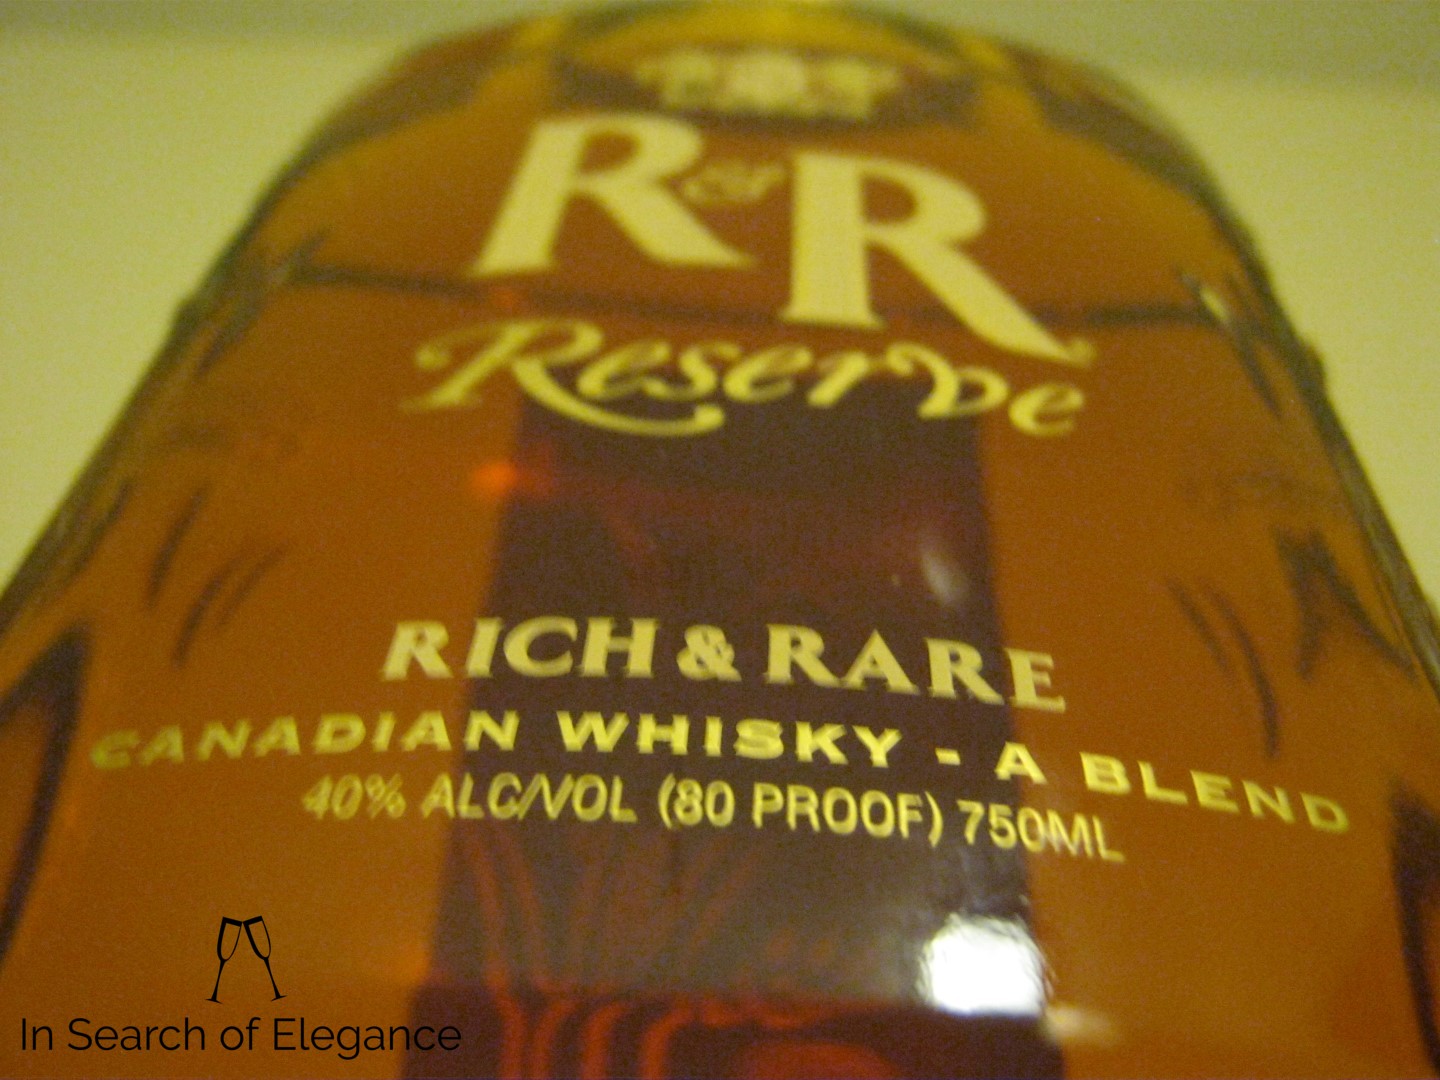 R & R
Reserve
RICH & RARE
CANADIAN WHISKY - A BLEND
40% ALC/VOL (80 PROOF) 750ML
In Search of Elegance